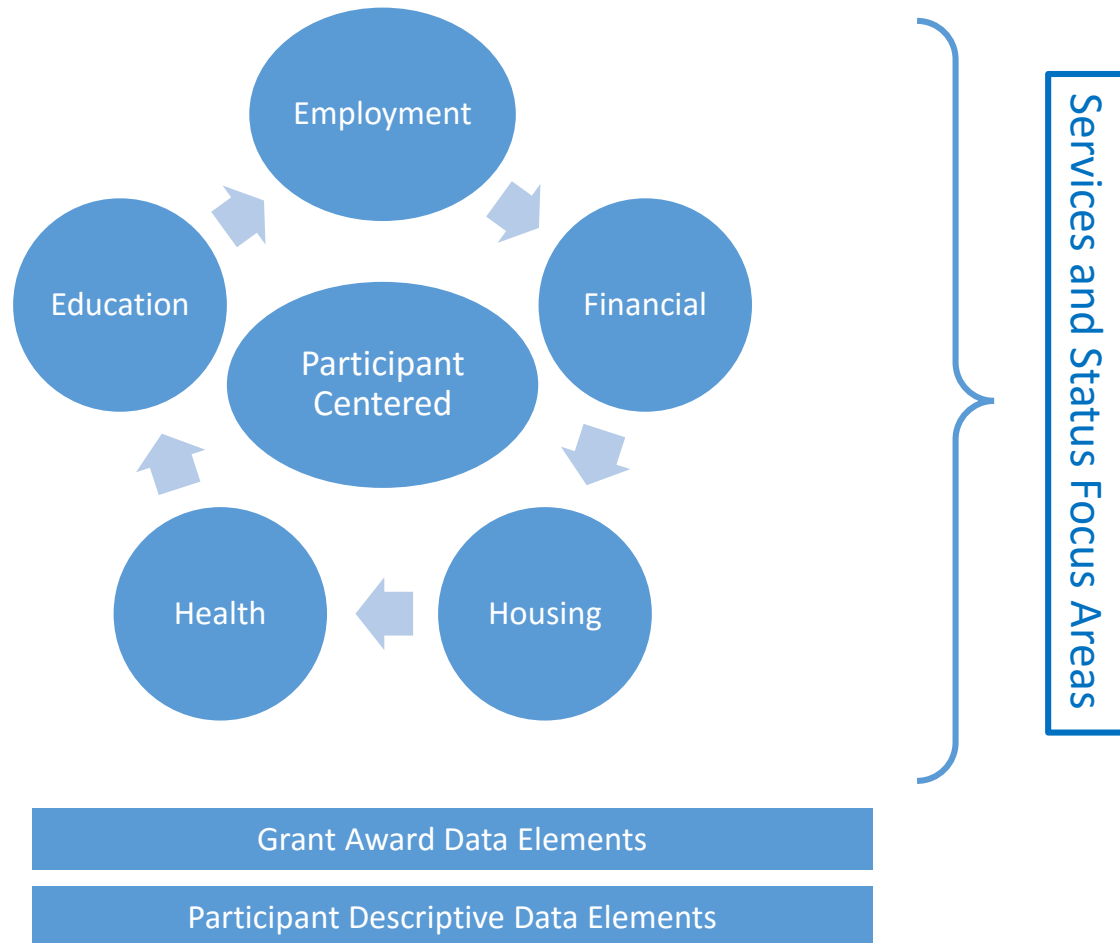 Employment
Financial
Housing
Health
Education
Participant
Centered
Services and Status Focus Areas
Grant Award Data Elements
Participant Descriptive Data Elements